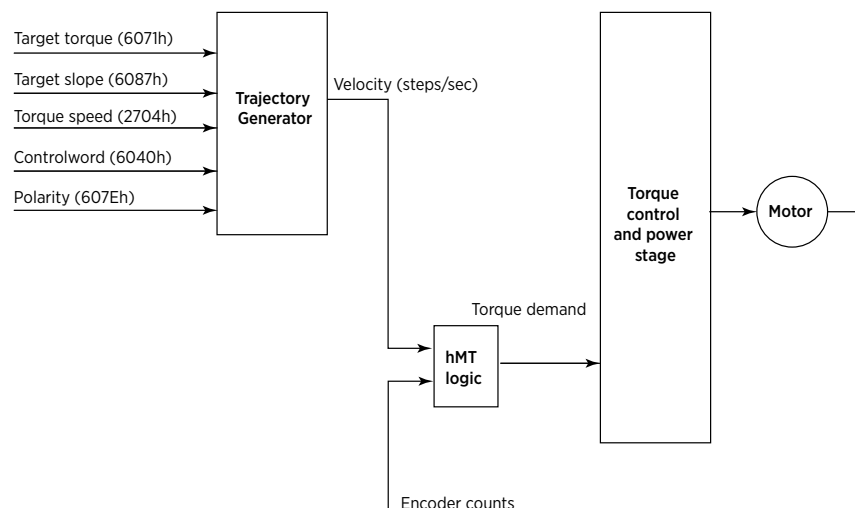 Target torque (6071h)
Target slope (6087h)
Torque speed (2704h)
Controlword (6040h)
Polarity (607Eh)
Trajectory
Generator
Velocity (steps/sec)
Torque
control
and power
stage
Motor
Torque demand
hMT
logic
Encoder counts